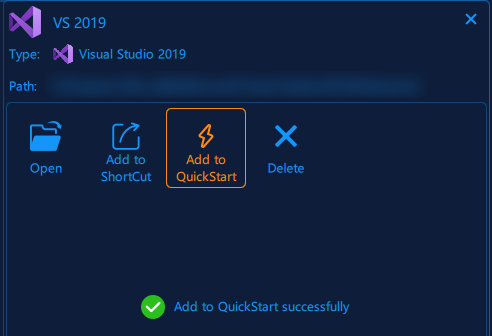 VS 2019
Type: Visual Studio 2019
Path:
Open
Add to
ShortCut
Add to
QuickStart
Delete
Add to QuickStart successfully